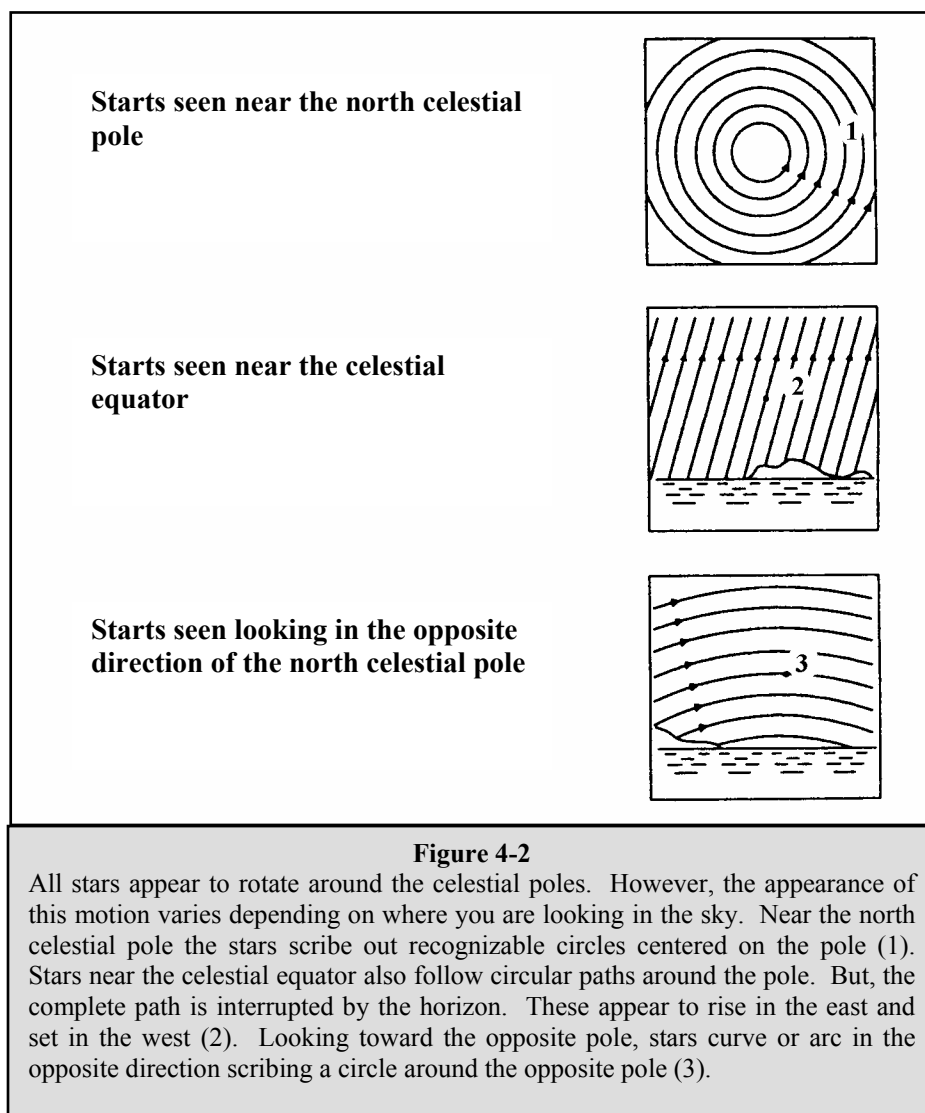 Starts seen near the north celestial
pole
1
Starts seen near the celestial
equator
2
Starts seen looking in the opposite
direction of the north celestial pole
3
Figure 4-2
All stars appear to rotate around the celestial poles. However, the appearance of
this motion varies depending on where you are looking in the sky. Near the north
celestial pole the stars scribe out recognizable circles centered on the pole (1).
Stars near the celestial equator also follow circular paths around the pole. But, the
complete path is interrupted by the horizon. These appear to rise in the east and
set in the west (2). Looking toward the opposite pole, stars curve or arc in the
opposite direction scribing a circle around the opposite pole (3).